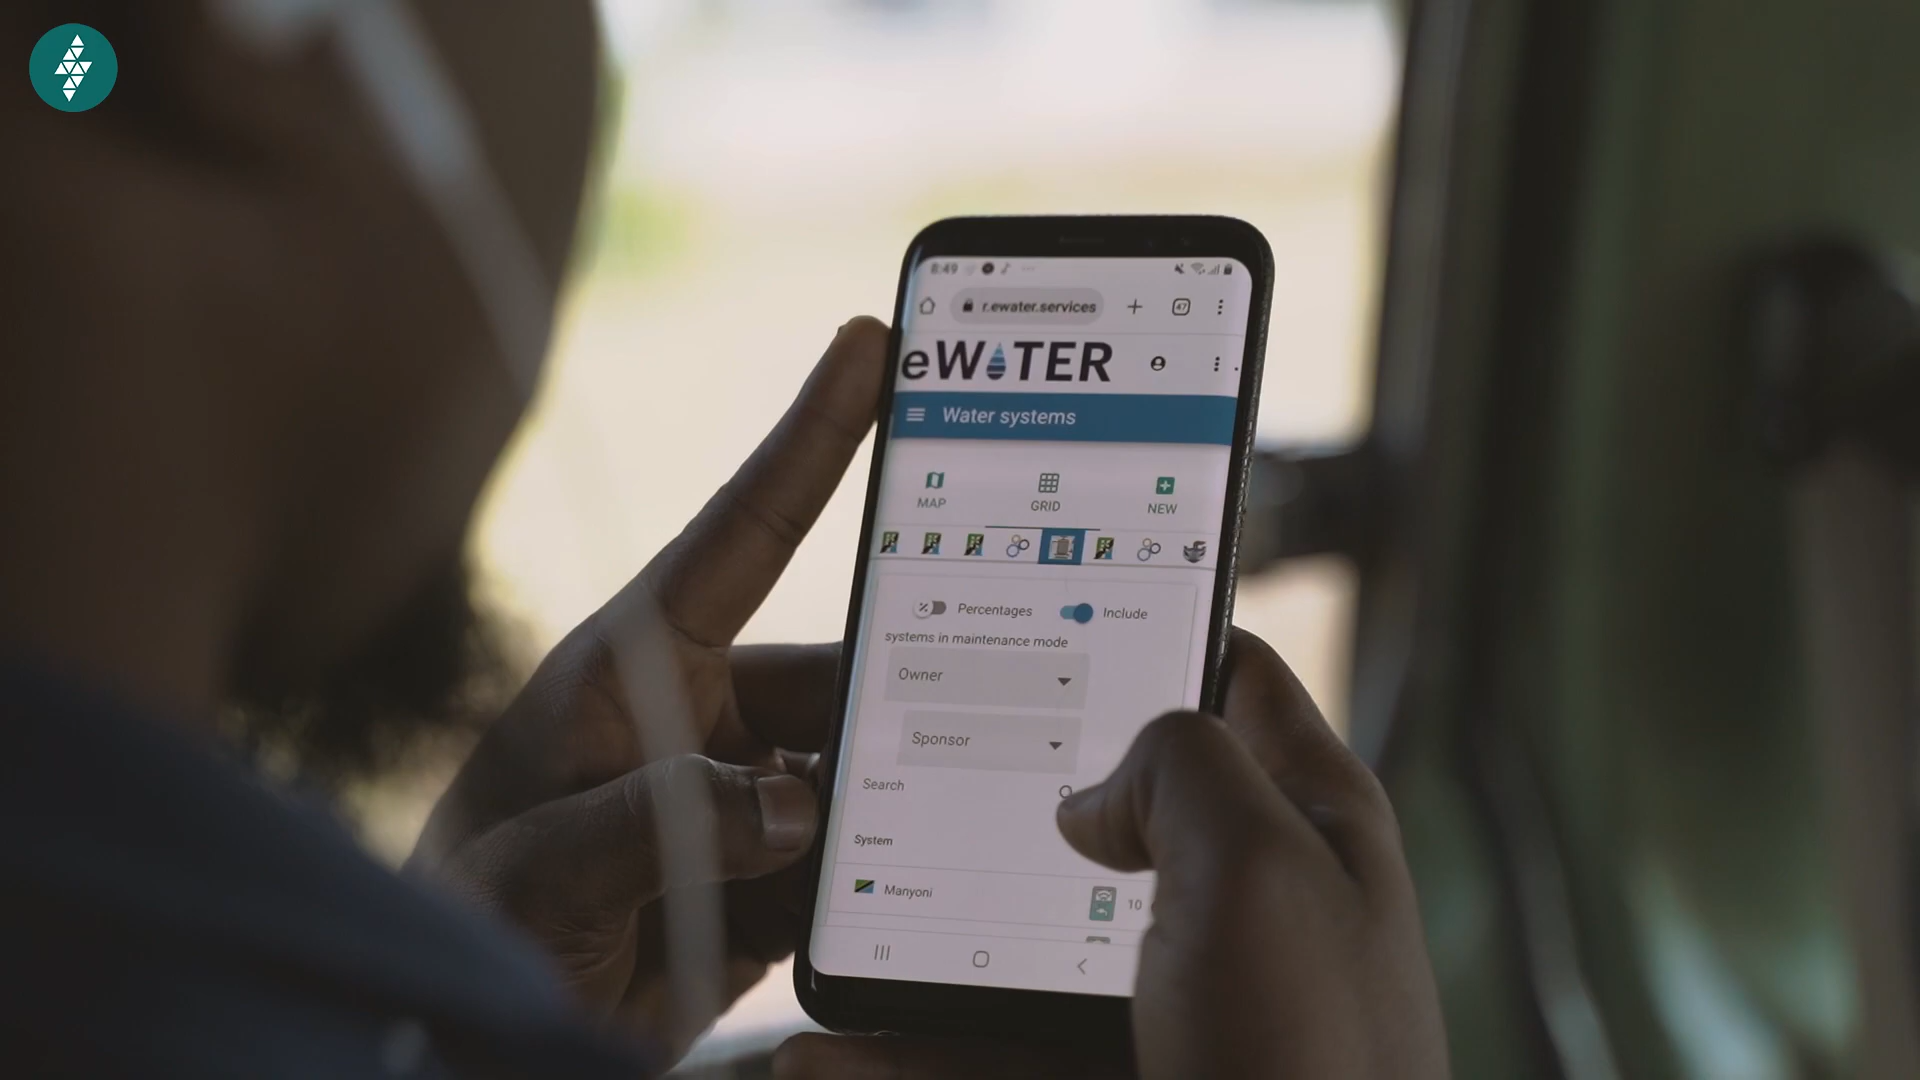 8:49
r.ewater.services
47
eWATER
Water systems
MAP
GRID
NEW
Percentages
Include
systems in maintenance mode
Owner
Sponsor
Search
System
Manyoni
10